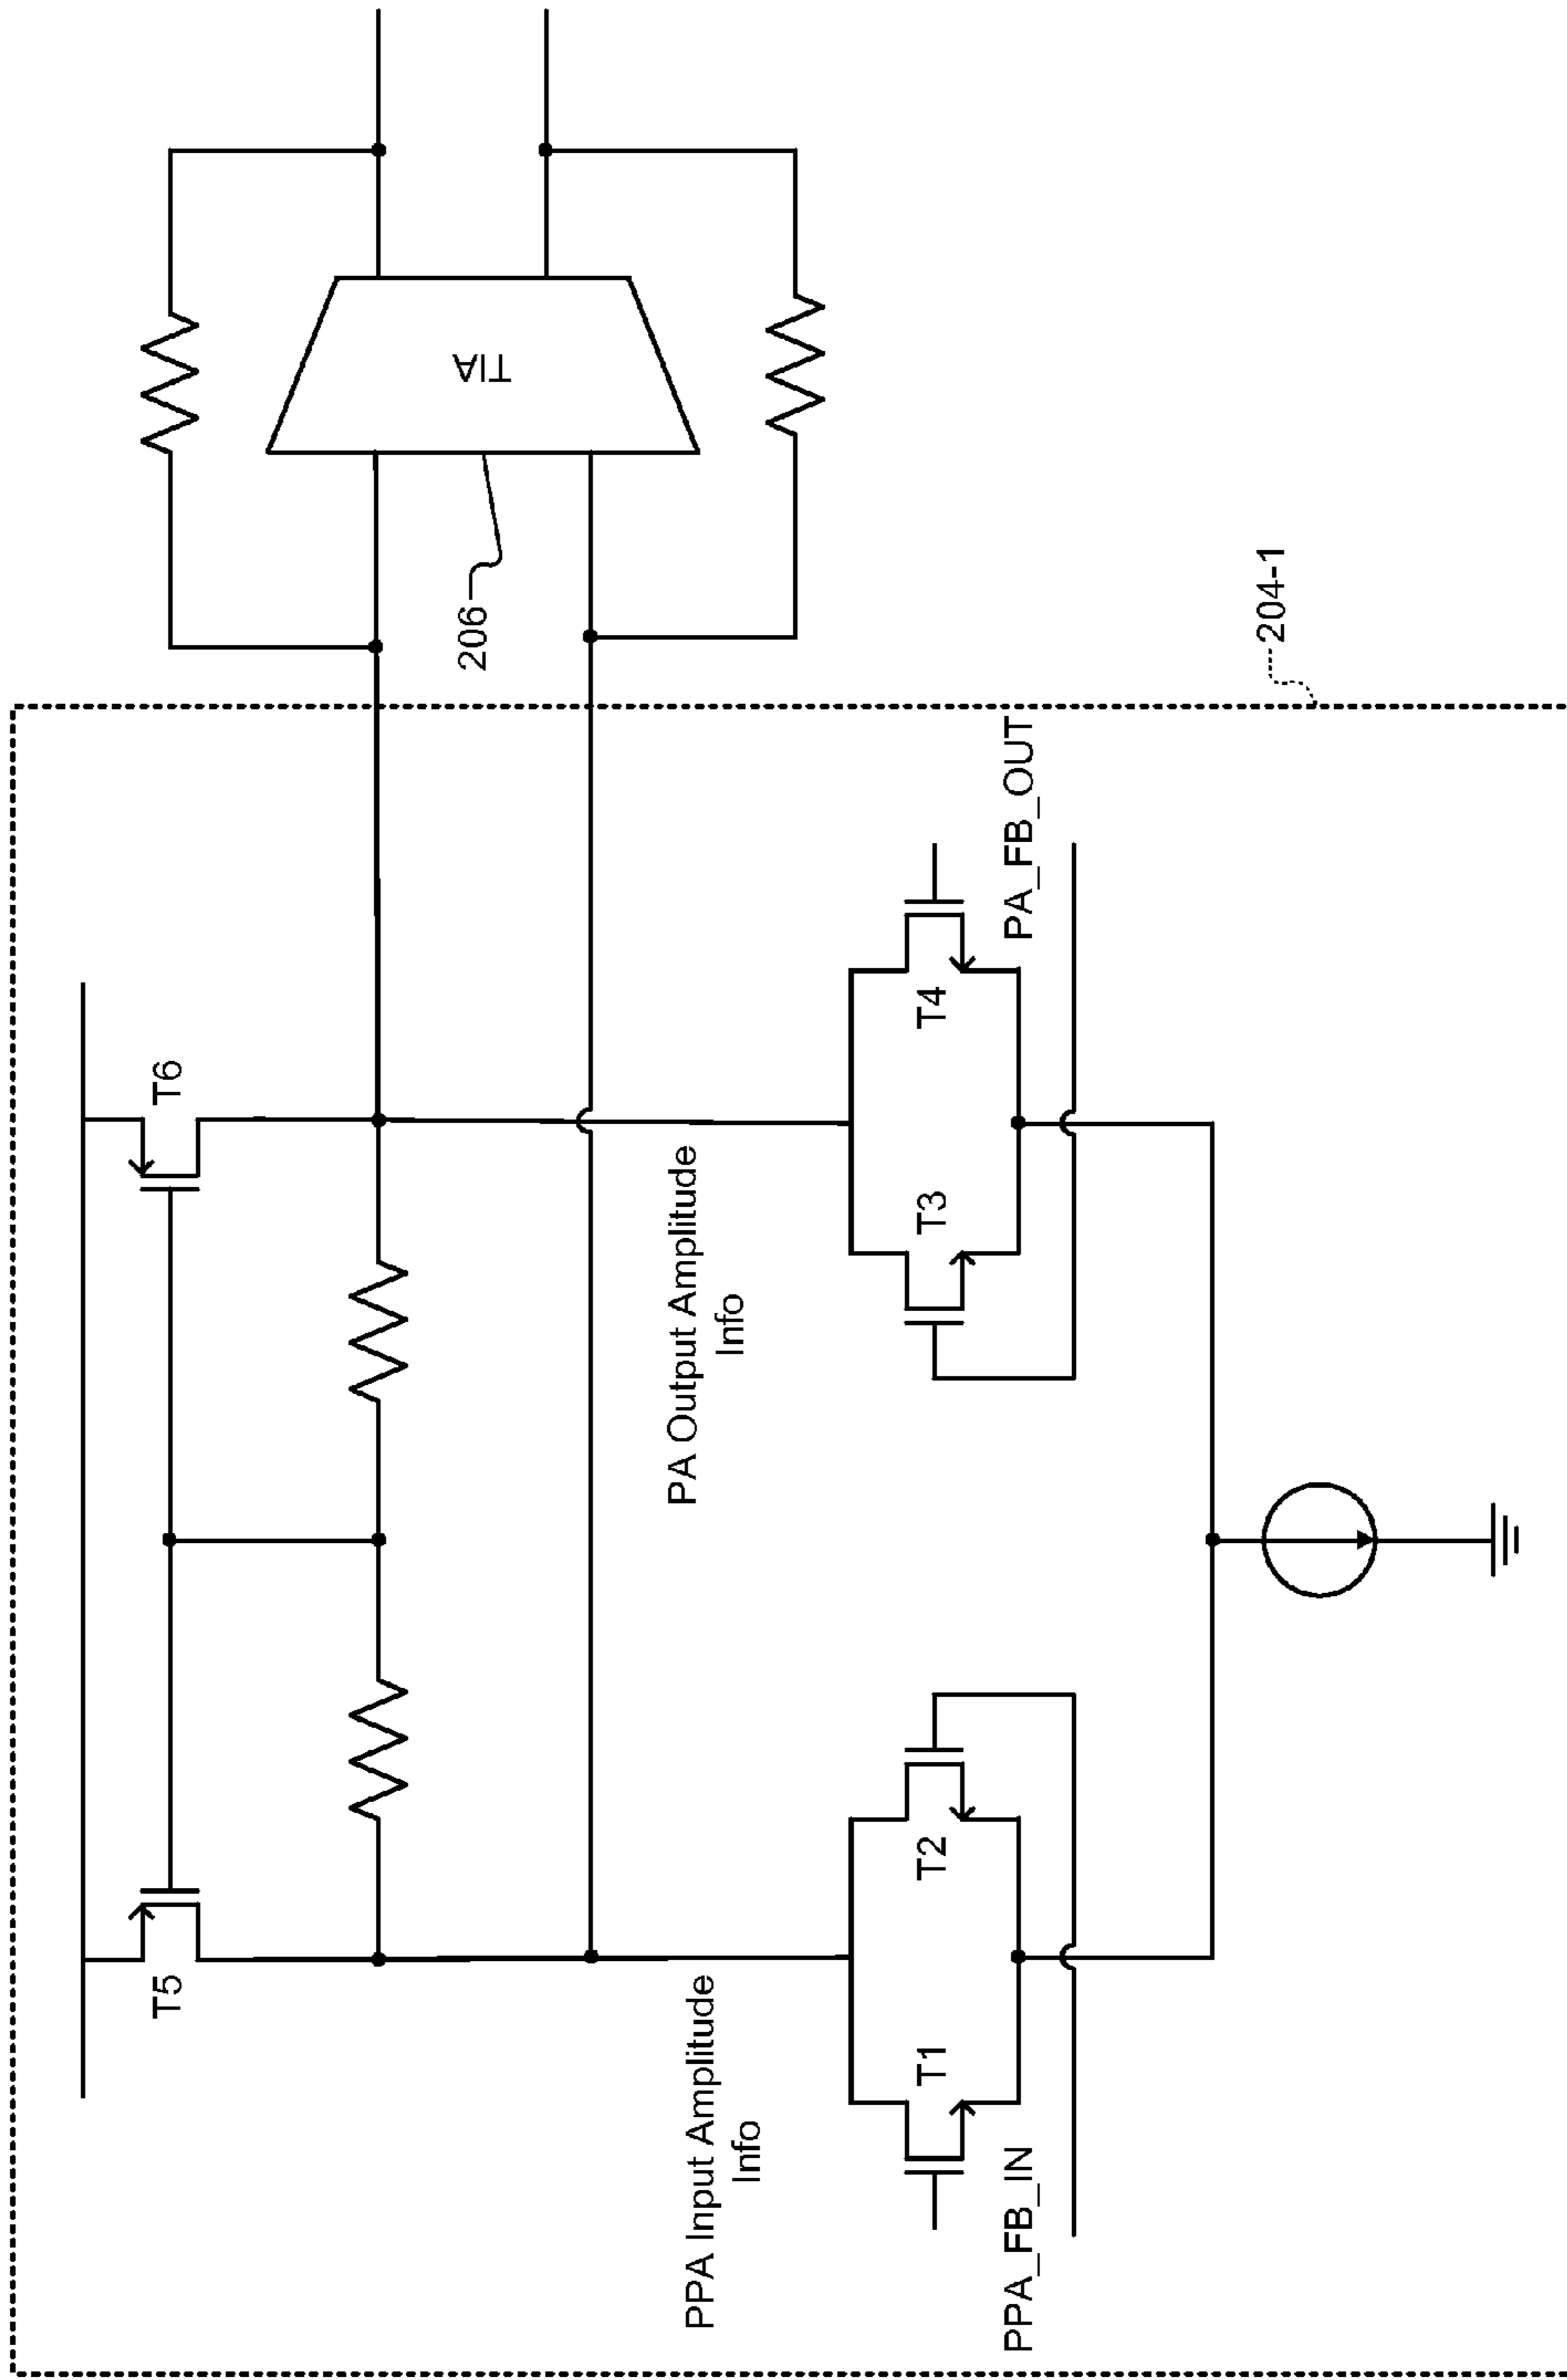 T5
T6
TIA
206
PPA Input Amplitude
Info
PA Output Amplitude
Info
T1
T2
T3
T4
PPA_FB_IN
PA_FB_OUT
204-1